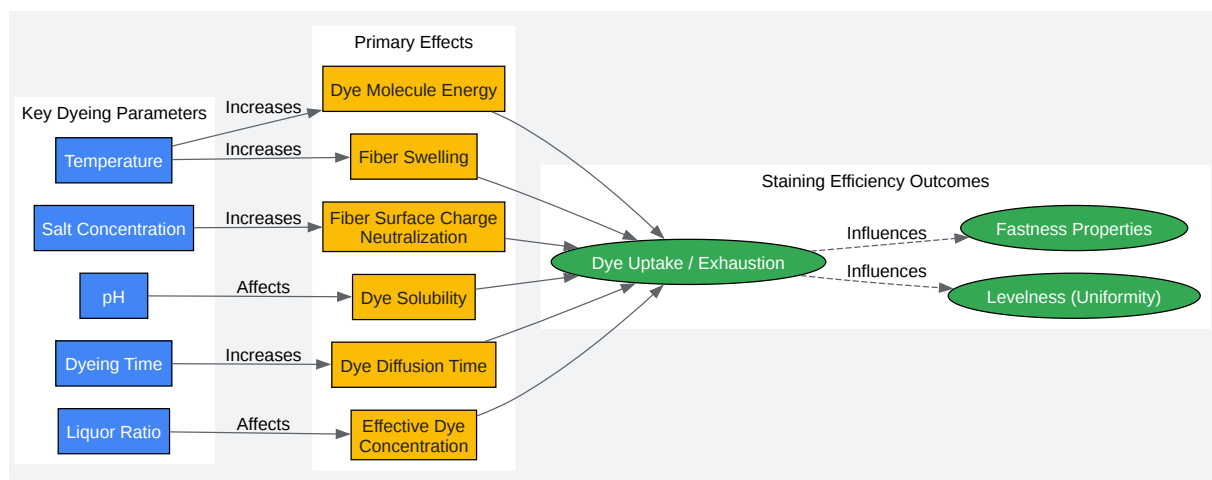 Primary Effects
Key Dyeing Parameters
Staining Efficiency Outcomes
Temperature
Increases
Dye Molecule Energy
Increases
Fiber Swelling
Salt Concentration
Increases
Fiber Surface Charge
Neutralization
pH
Affects
Dye Solubility
Dyeing Time
Increases
Dye Diffusion Time
Liquor Ratio
Affects
Effective Dye
Concentration
Dye Uptake / Exhaustion
Influences
Fastness Properties
Influences
Levelness (Uniformity)